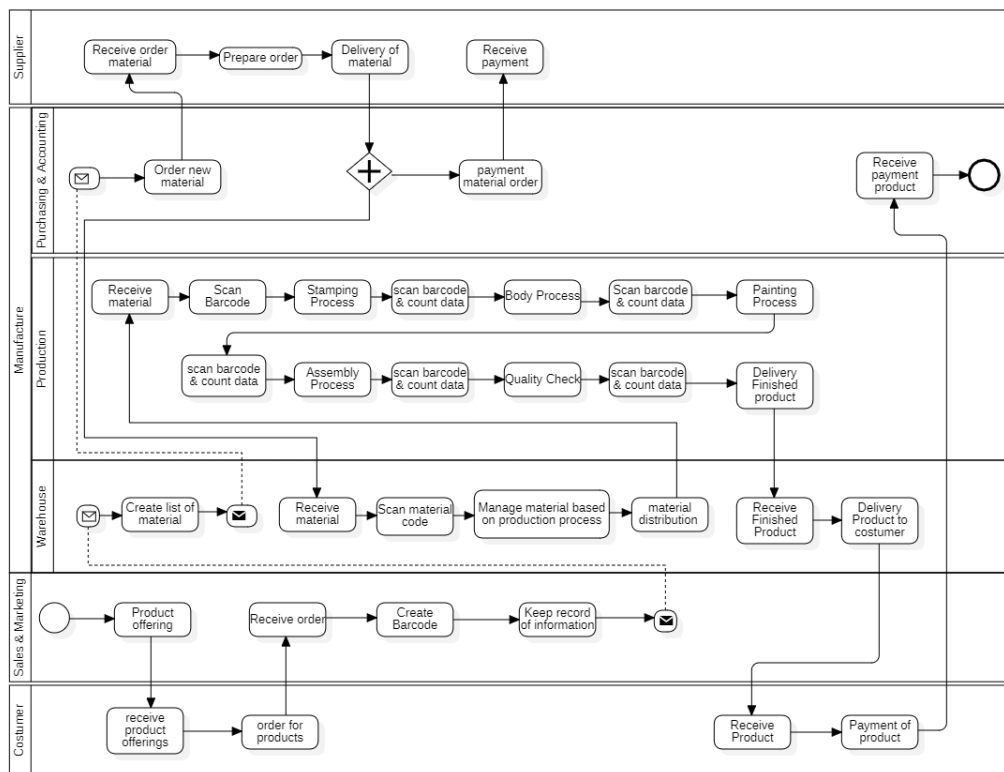 Supplier
Receive order
material
Prepare order
Delivery of
material
Receive
payment
Manufacture
Purchasing & Accounting
Order new
material
payment
material order
Receive
payment
product
Production
Receive
material
Scan
Barcode
Stamping
Process
scan barcode
& count data
Body Process
Scan barcode
& count data
Painting
Process
scan barcode
& count data
Assembly
Process
scan barcode
& count data
Quality Check
scan barcode
& count data
Delivery
Finished
product
Warehouse
Create list of
material
Receive
material
Scan material
code
Manage material based
on production process
material
distribution
Receive
Finished
Product
Delivery
Product to
costumer
Sales & Marketing
Product
offering
Receive order
Create
Barcode
Keep record
of information
Costumer
receive
product
offerings
order for
products
Receive
Product
Payment of
product